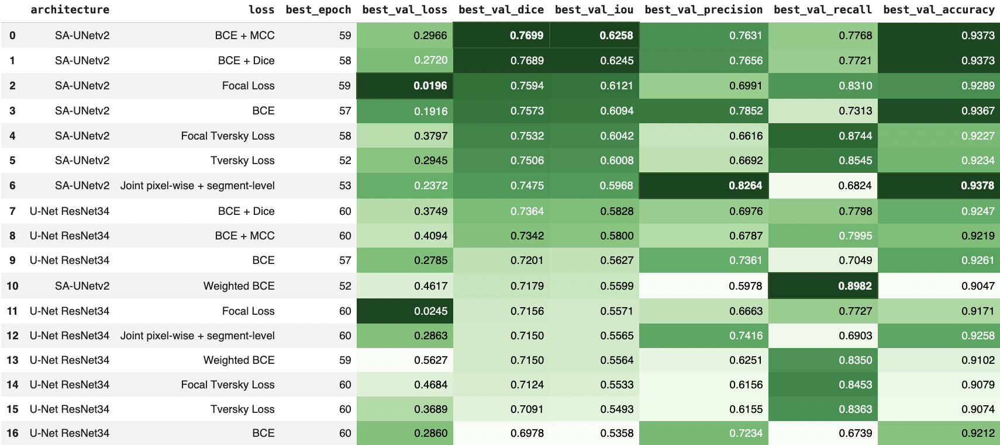 architecture loss best_epoch best_val_loss best_val_dice best_val_iou best_val_precision best_val_recall best_val_accuracy
0 SA-UNetv2 BCE + MCC 59 0.2966 0.7699 0.6258 0.7631 0.7768 0.9373
1 SA-UNetv2 BCE + Dice 58 0.2720 0.7689 0.6245 0.7656 0.7721 0.9373
2 SA-UNetv2 Focal Loss 59 0.0196 0.7594 0.6121 0.6991 0.8310 0.9289
3 SA-UNetv2 BCE 57 0.1916 0.7573 0.6094 0.7852 0.7313 0.9367
4 SA-UNetv2 Focal Tversky Loss 58 0.3797 0.7532 0.6042 0.6616 0.8744 0.9227
5 SA-UNetv2 Tversky Loss 52 0.2945 0.7506 0.6008 0.6692 0.8545 0.9234
6 SA-UNetv2 Joint pixel-wise + segment-level 53 0.2372 0.7475 0.5968 0.8264 0.6824 0.9378
7 U-Net ResNet34 BCE + Dice 60 0.3749 0.7364 0.5828 0.6976 0.7798 0.9247
8 U-Net ResNet34 BCE + MCC 60 0.4094 0.7342 0.5800 0.6787 0.7995 0.9219
9 U-Net ResNet34 BCE 57 0.2785 0.7201 0.5627 0.7361 0.7049 0.9261
10 SA-UNetv2 Weighted BCE 52 0.4617 0.7179 0.5599 0.5978 0.8982 0.9047
11 U-Net ResNet34 Focal Loss 60 0.0245 0.7156 0.5571 0.6663 0.7727 0.9171
12 U-Net ResNet34 Joint pixel-wise + segment-level 60 0.2863 0.7150 0.5565 0.7416 0.6903 0.9258
13 U-Net ResNet34 Weighted BCE 59 0.5627 0.7150 0.5564 0.6251 0.8350 0.9102
14 U-Net ResNet34 Focal Tversky Loss 60 0.4684 0.7124 0.5533 0.6156 0.8453 0.9079
15 U-Net ResNet34 Tversky Loss 60 0.3689 0.7091 0.5493 0.6155 0.8363 0.9074
16 U-Net ResNet34 BCE 60 0.2860 0.6978 0.5358 0.7234 0.6739 0.9212